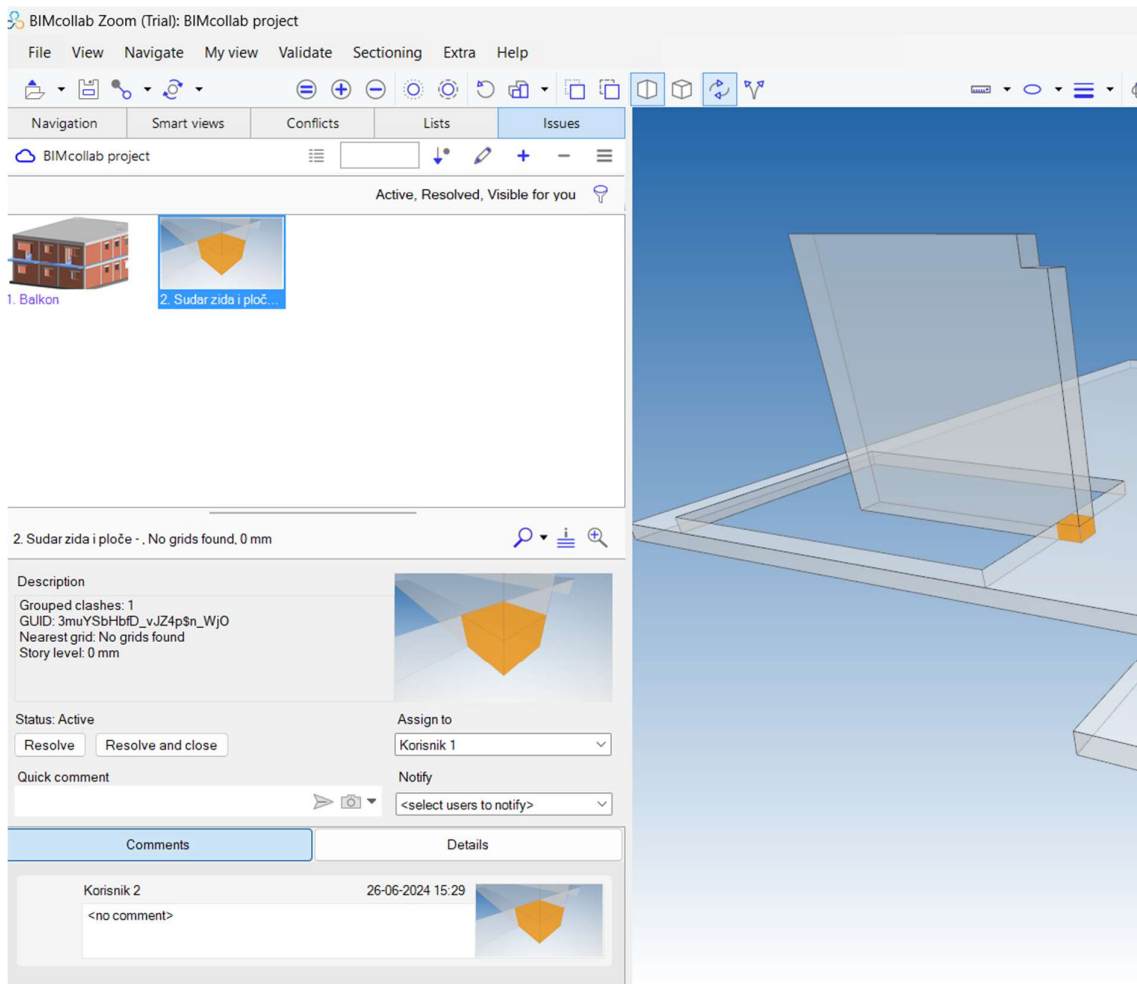 BIMcollab Zoom (Trial): BIMcollab project
File View Navigate My view Validate Sectioning Extra Help
Navigation Smart views Conflicts Lists Issues
BIMcollab project
Active, Resolved, Visible for you
1. Balkon
2. Sudar zida i ploč...
2. Sudar zida i ploče - , No grids found, 0 mm
Description
Grouped clashes: 1
GUID: 3muYSbHbfD_vJZ4p$n_WjO
Nearest grid: No grids found
Story level: 0 mm
Status: Active
Assign to
Resolve Resolve and close
Korisnik 1
Quick comment
Notify
<select users to notify>
Comments Details
Korisnik 2 26-06-2024 15:29
<no comment>